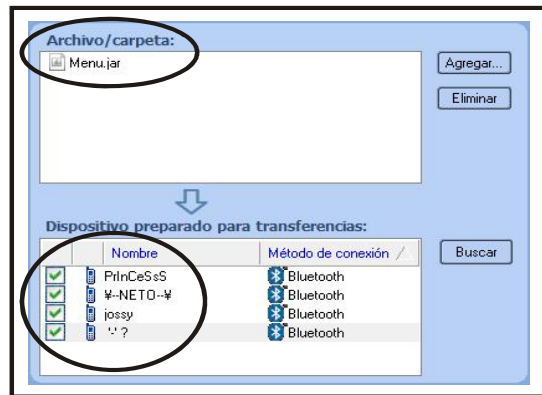 Archivo/carpeta:
Menu.jar
Agregar...
Eliminar
Dispositivo preparado para transferencias:
Nombre Método de conexión
Buscar
PrInCeSsS Bluetooth
¥--NETO--¥ Bluetooth
jossy Bluetooth
'-' ? Bluetooth